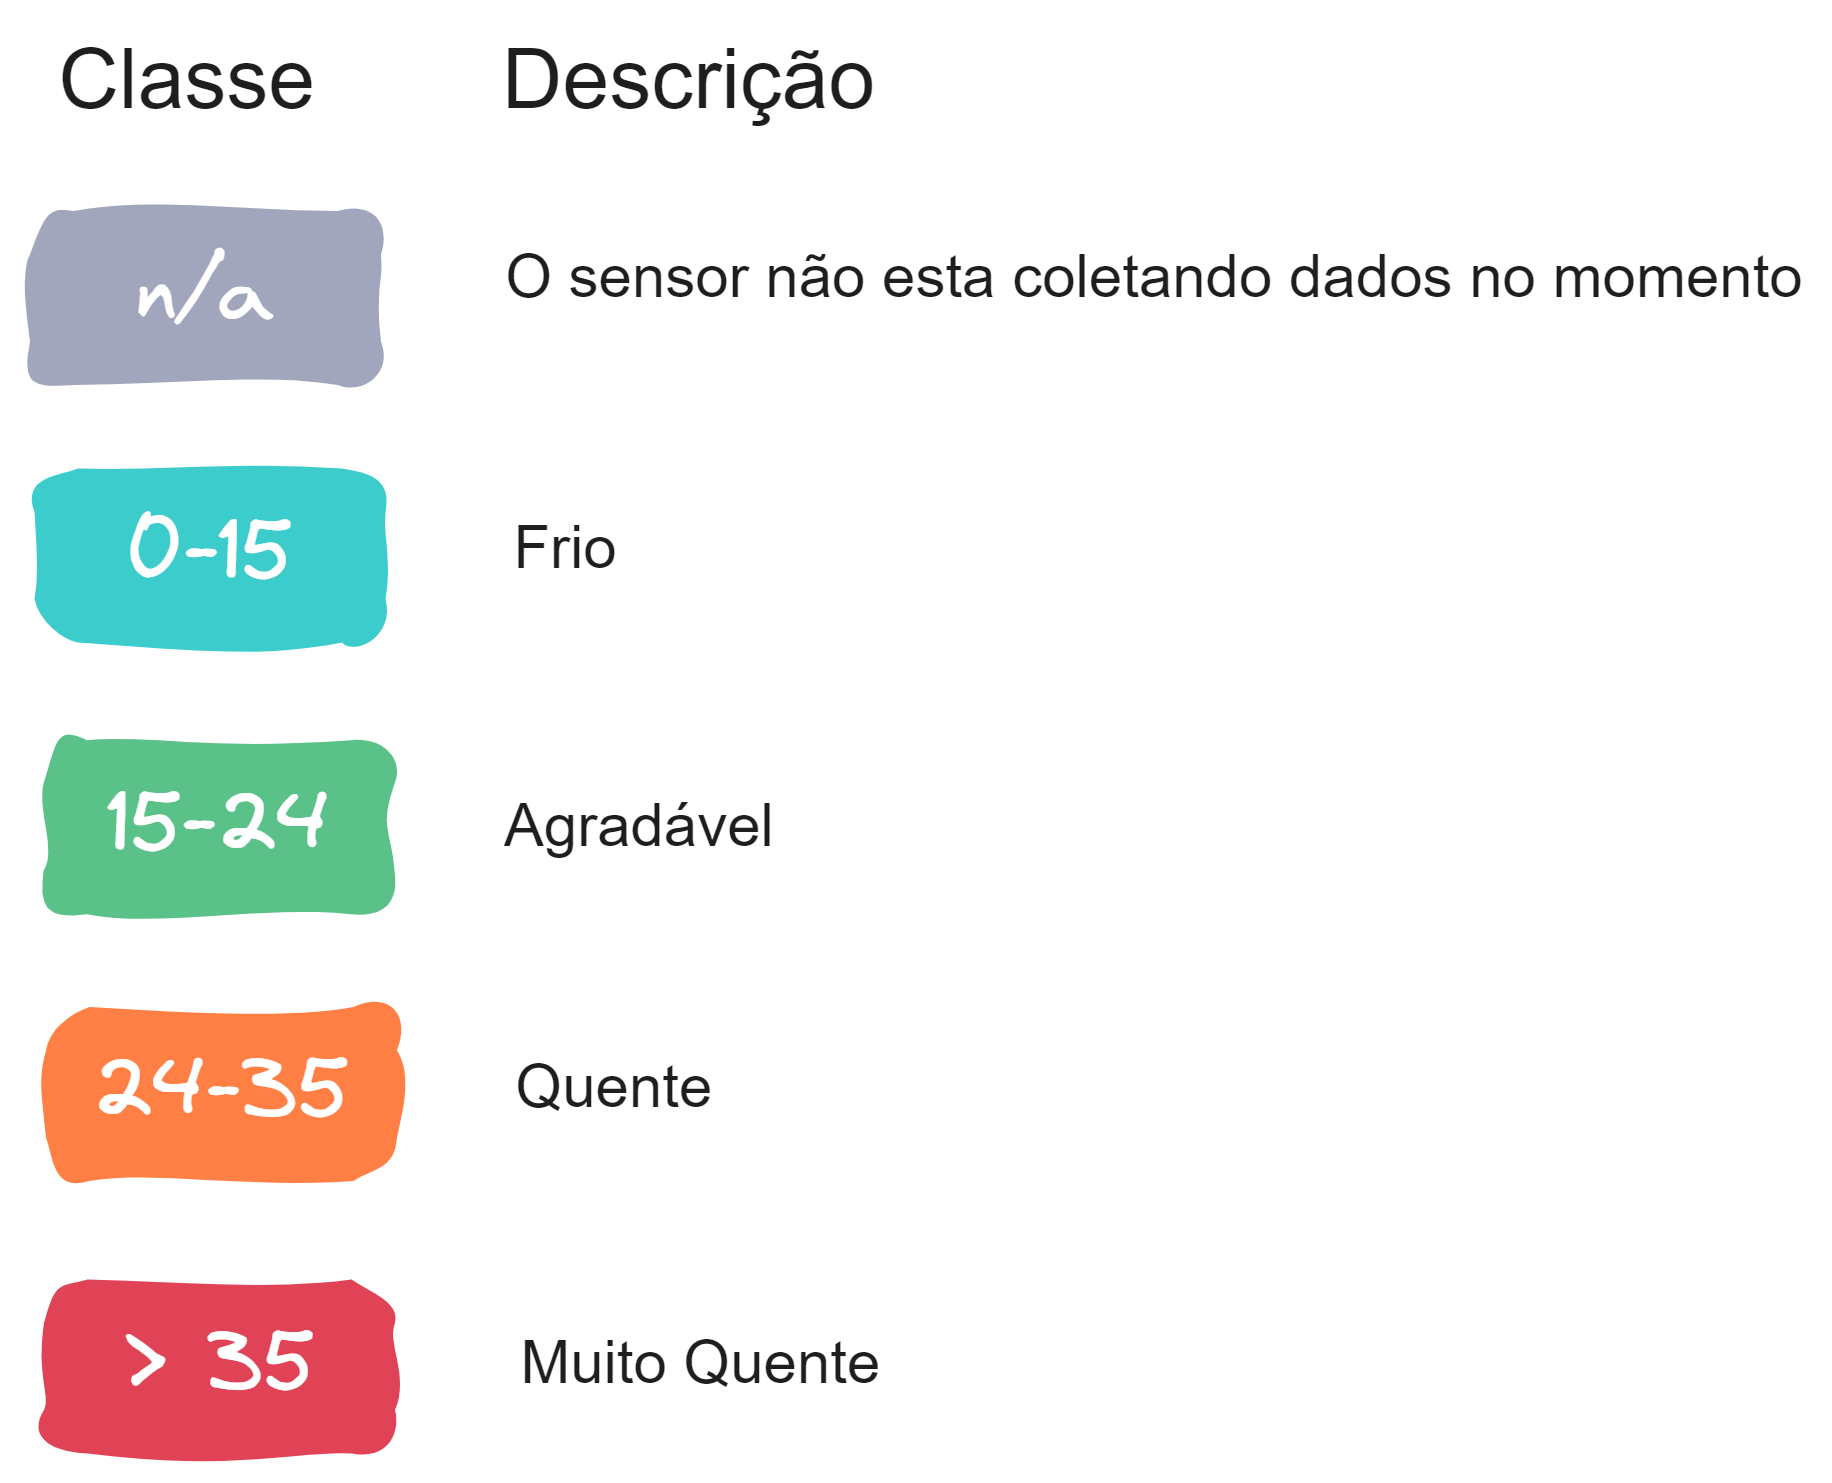 Classe Descrição
n/a O sensor não esta coletando dados no momento
0-15 Frio
15-24 Agradável
24-35 Quente
> 35 Muito Quente